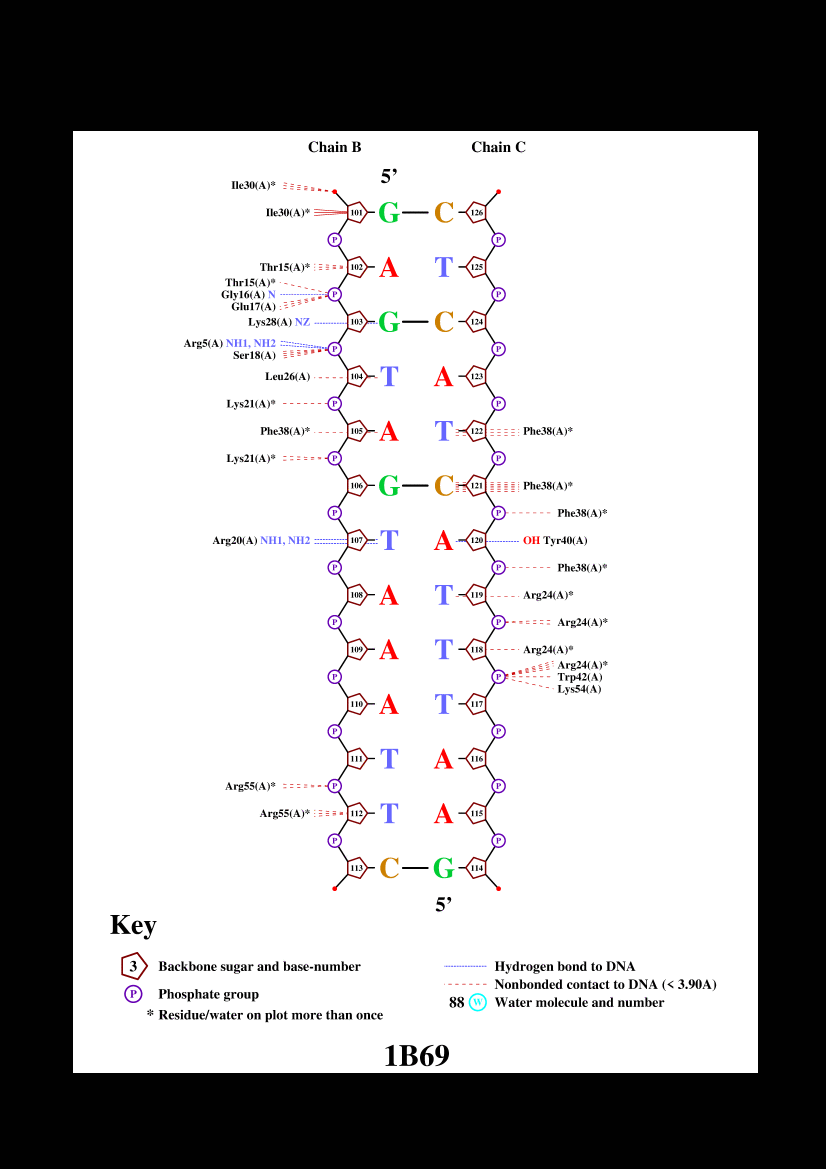 Chain B Chain C
5’
Ile30(A)*
Ile30(A)* 101 G C 126
P P
Thr15(A)* 102 A T 125
Thr15(A)*
Gly16(A) N P P
Glu17(A)
Lys28(A) NZ 103 G C 124
Arg5(A) NH1, NH2 P P
Ser18(A)
Leu26(A) 104 T A 123
Lys21(A)* P P
Phe38(A)* 105 A T 122 Phe38(A)*
Lys21(A)* P P
106 G C 121 Phe38(A)*
P P Phe38(A)*
Arg20(A) NH1, NH2 107 T A 120 OH Tyr40(A)
P P Phe38(A)*
108 A T 119 Arg24(A)*
P P Arg24(A)*
109 A T 118 Arg24(A)*
Arg24(A)*
P P Trp42(A)
Lys54(A)
110 A T 117
P P
111 T A 116
Arg55(A)* P P
Arg55(A)* 112 T A 115
P P
113 C G 114
5’
Key
3 Backbone sugar and base-number
P Phosphate group
* Residue/water on plot more than once
Hydrogen bond to DNA
Nonbonded contact to DNA (< 3.90A)
88 W Water molecule and number
1B69